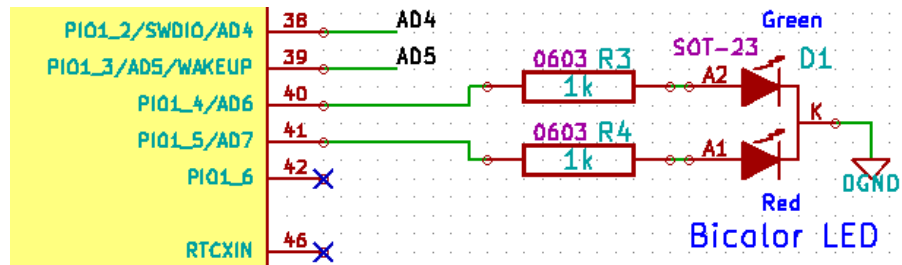 38 AD4 Green
PIO1_2/SWDIO/AD4
39 AD5 0603 R3 SOT-23 D1
PIO1_3/AD5/WAKEUP
40 1k A2
PIO1_4/AD6
41 0603 R4 K
PIO1_5/AD7
42 1k A1 DGND
PIO1_6
Red
46 Bicolor LED
RTCXIN